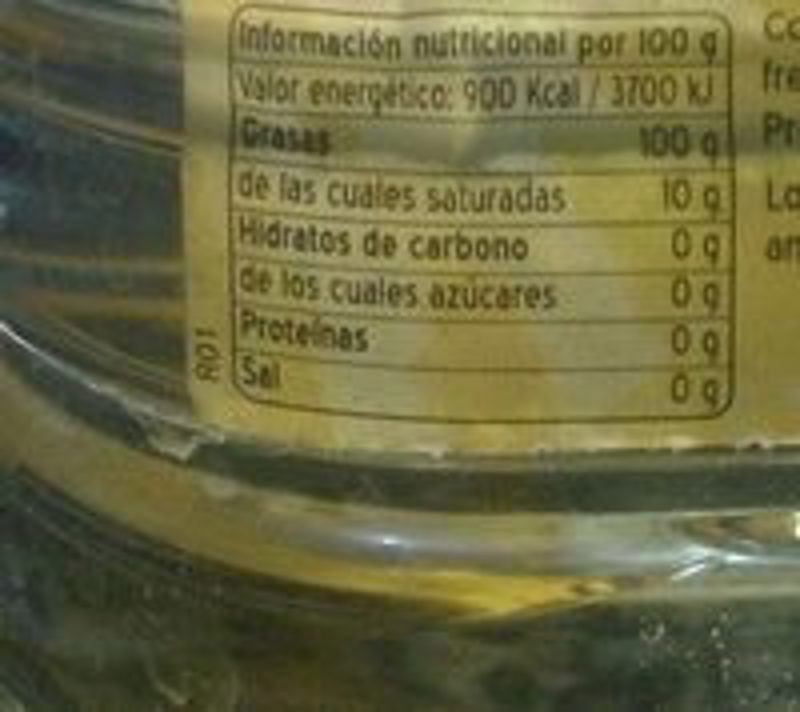 Información nutricional por 100 g
Valor energético: 900 Kcal / 3700 kJ
Grasas 100 g
de las cuales saturadas 10 g
Hidratos de carbono 0 g
de los cuales azúcares 0 g
Proteínas 0 g
Sal 0 g
R01